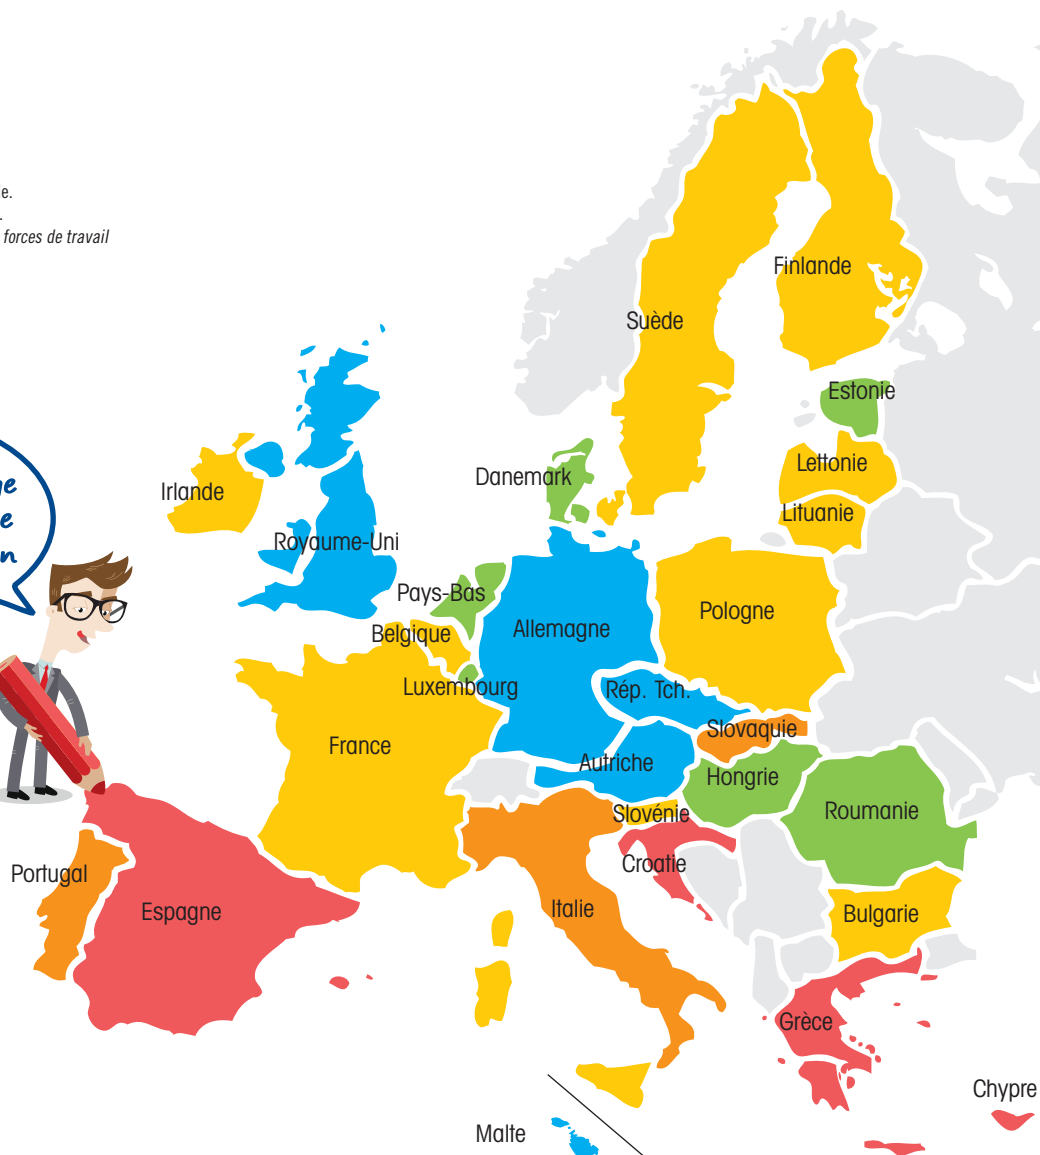 e.
.
forces de travail
ge
e
n
Finlande
Suède
Estonie
Lettonie
Danemark
Irlande
Lituanie
Royaume-Uni
Pays-Bas
Pologne
Allemagne
Belgique
Luxembourg
Rép. Tch.
Slovaquie
France
Autriche
Hongrie
Slovénie
Roumanie
Croatie
Portugal
Espagne
Italie
Bulgarie
Grèce
Chypre
Malte